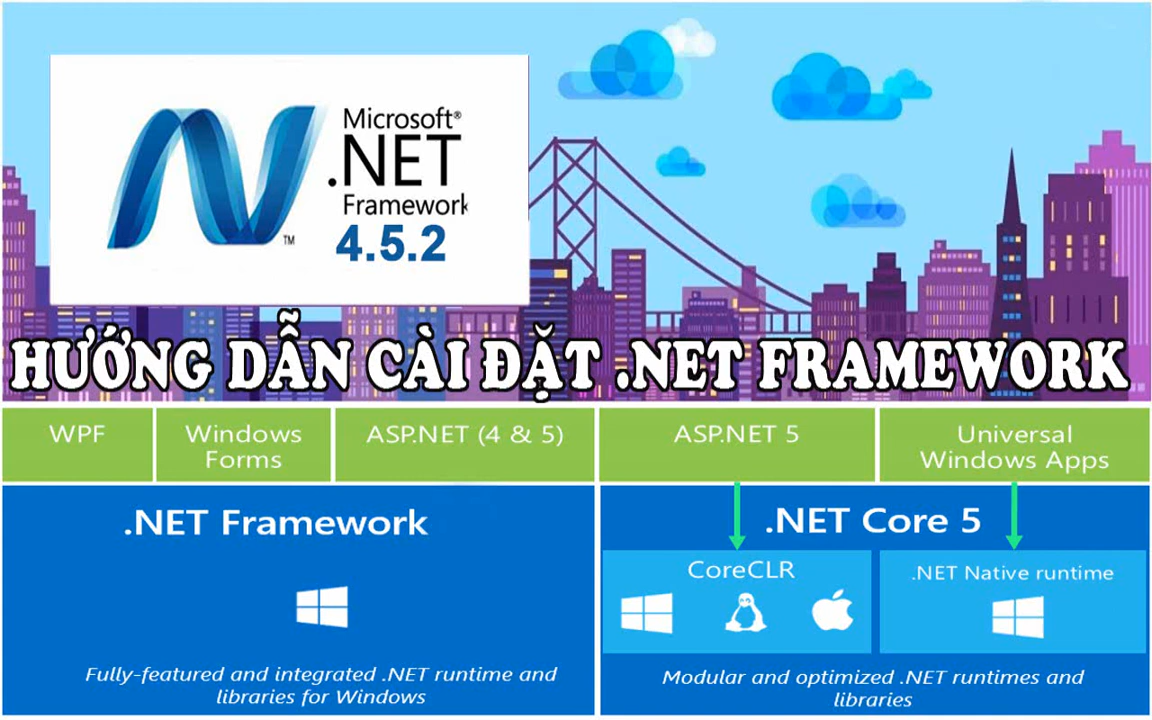 Microsoft®
.NET
Framework
4.5.2
TM
HƯỚNG DẪN CÀI ĐẶT .NET FRAMEWORK
WPF
Windows
Forms
ASP.NET (4 & 5)
ASP.NET 5
Universal
Windows Apps
.NET Framework
Fully-featured and integrated .NET runtime and
libraries for Windows
.NET Core 5
CoreCLR
.NET Native runtime
Modular and optimized .NET runtimes and
libraries